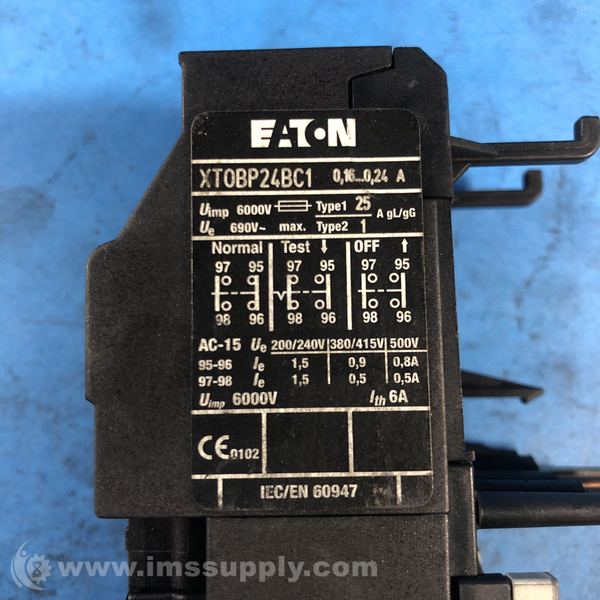 EATON
XTOBP24BC1 0,16...0,24 A
Uimp 6000V Type1 25 A gL/gG
Ue 690V~ max. Type2 1
Normal Test ↓ OFF ↑
97 95 97 95 97 95
98 96 98 96 98 96
AC-15 Ue 200/240V 380/415V 500V
95-96 Ie 1,5 0,9 0,8A
97-98 Ie 1,5 0,5 0,5A
Uimp 6000V Ith 6A
CE 0102
IEC/EN 60947
www.imssupply.com